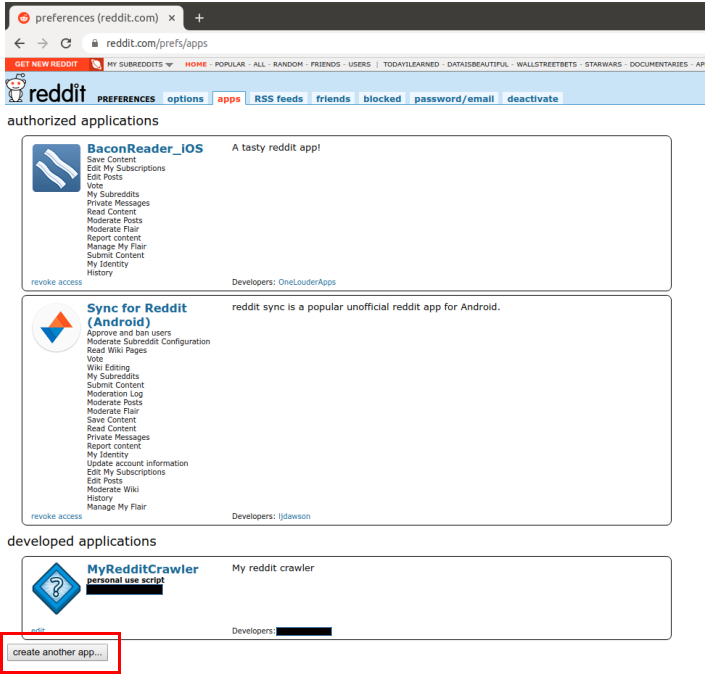 preferences (reddit.com) × +
reddit.com/prefs/apps
GET NEW REDDIT MY SUBREDDITS HOME - POPULAR - ALL - RANDOM - FRIENDS - USERS | TODAYILEARNED - DATAISBEAUTIFUL - WALLSTREETBETS - STARWARS - DOCUMENTARIES - AP
reddit PREFERENCES options apps RSS feeds friends blocked password/email deactivate
authorized applications
BaconReader_iOS A tasty reddit app!
Save Content
Edit My Subscriptions
Edit Posts
Vote
My Subreddits
Private Messages
Read Content
Moderate Posts
Moderate Flair
Report content
Manage My Flair
Submit Content
My Identity
History
revoke access Developers: OneLouderApps
Sync for Reddit reddit sync is a popular unofficial reddit app for Android.
(Android)
Approve and ban users
Moderate Subreddit Configuration
Read Wiki Pages
Vote
Wiki Editing
My Subreddits
Submit Content
Moderation Log
Moderate Posts
Moderate Flair
Save Content
Read Content
Private Messages
Report content
My Identity
Update account information
Edit My Subscriptions
Edit Posts
Moderate Wiki
History
Manage My Flair
revoke access Developers: ljdawson
developed applications
MyRedditCrawler My reddit crawler
personal use script
edit Developers:
create another app...